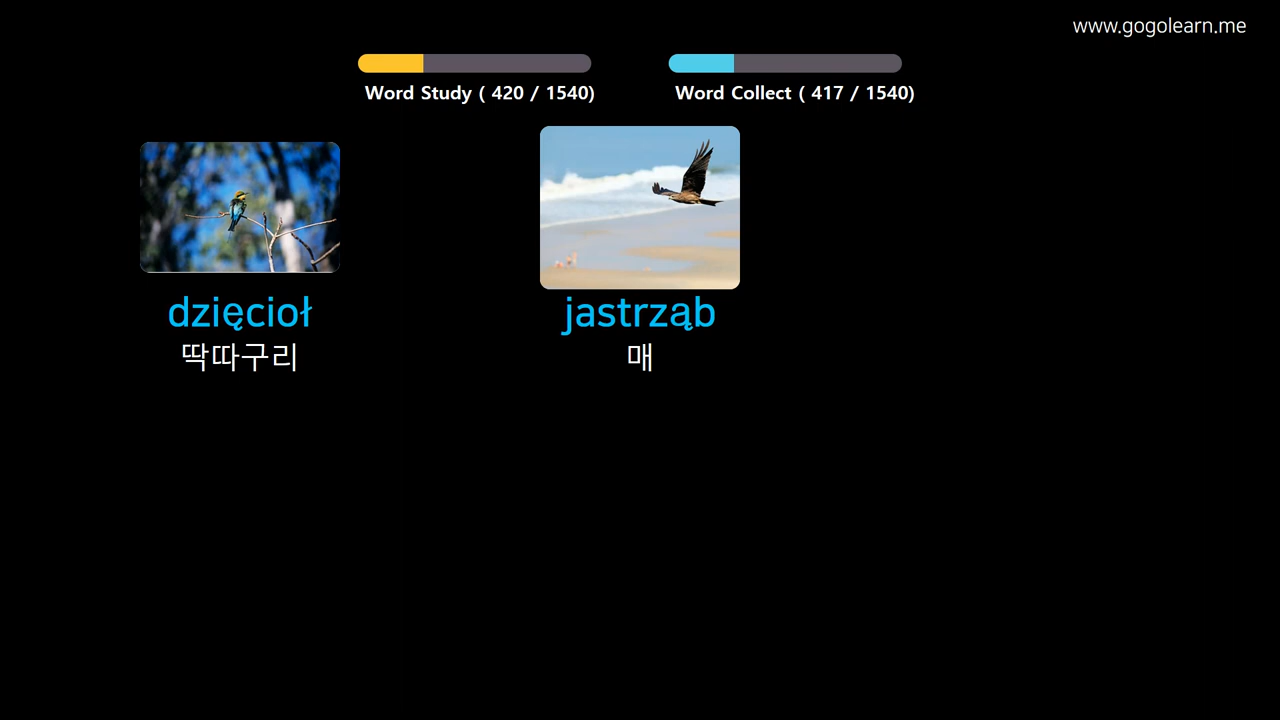 www.gogolearn.me
Word Study ( 420 / 1540)
Word Collect ( 417 / 1540)
dzięcioł
딱따구리
jastrząb
매